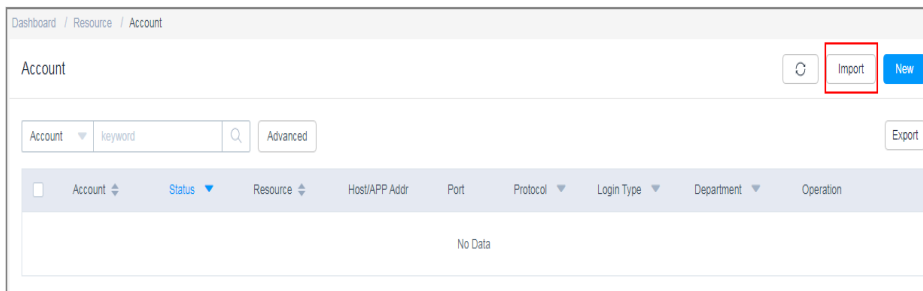 Dashboard / Resource / Account
Account Import New
Account keyword Advanced Export
Account Status Resource Host/APP Addr Port Protocol Login Type Department Operation
No Data